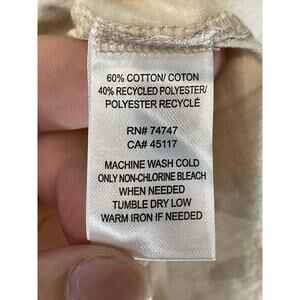 60% COTTON/ COTON
40% RECYCLED POLYESTER/
POLYESTER RECYCLÉ
RN# 74747
CA# 45117
MACHINE WASH COLD
ONLY NON-CHLORINE BLEACH
WHEN NEEDED
TUMBLE DRY LOW
WARM IRON IF NEEDED